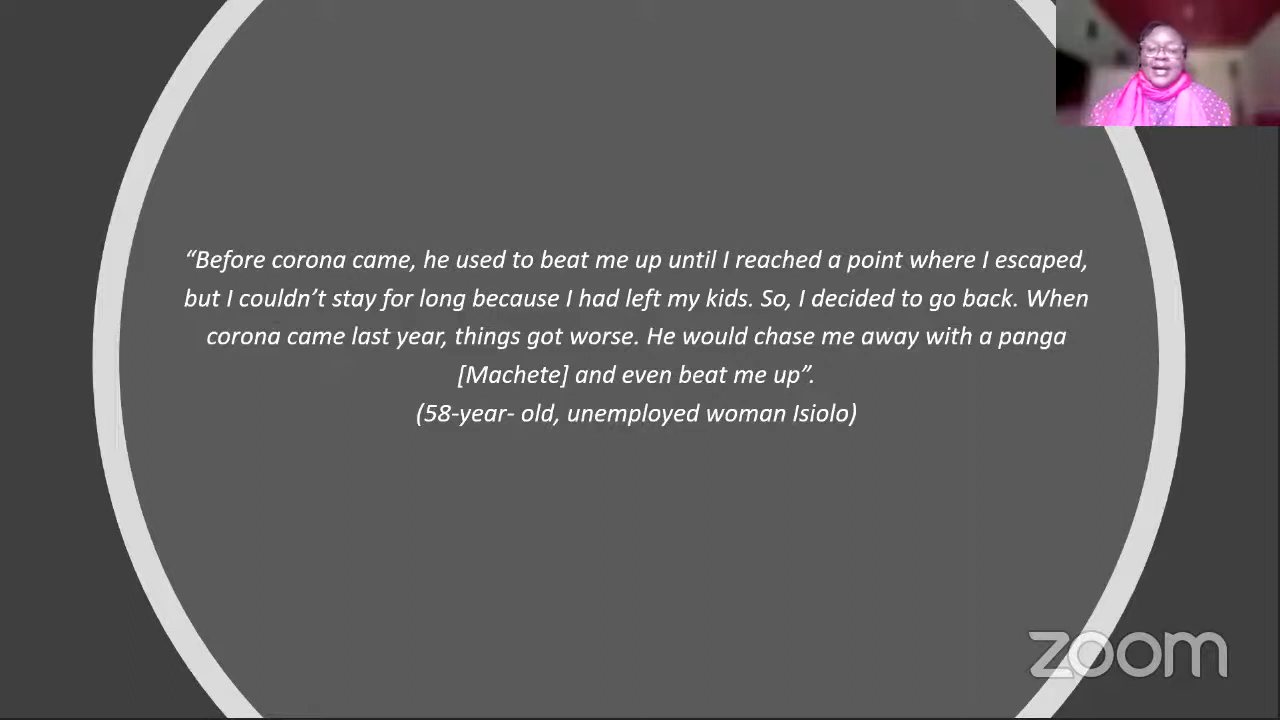 “Before corona came, he used to beat me up until I reached a point where I escaped,
but I couldn’t stay for long because I had left my kids. So, I decided to go back. When
corona came last year, things got worse. He would chase me away with a panga
[Machete] and even beat me up”.
(58-year- old, unemployed woman Isiolo)
zoom